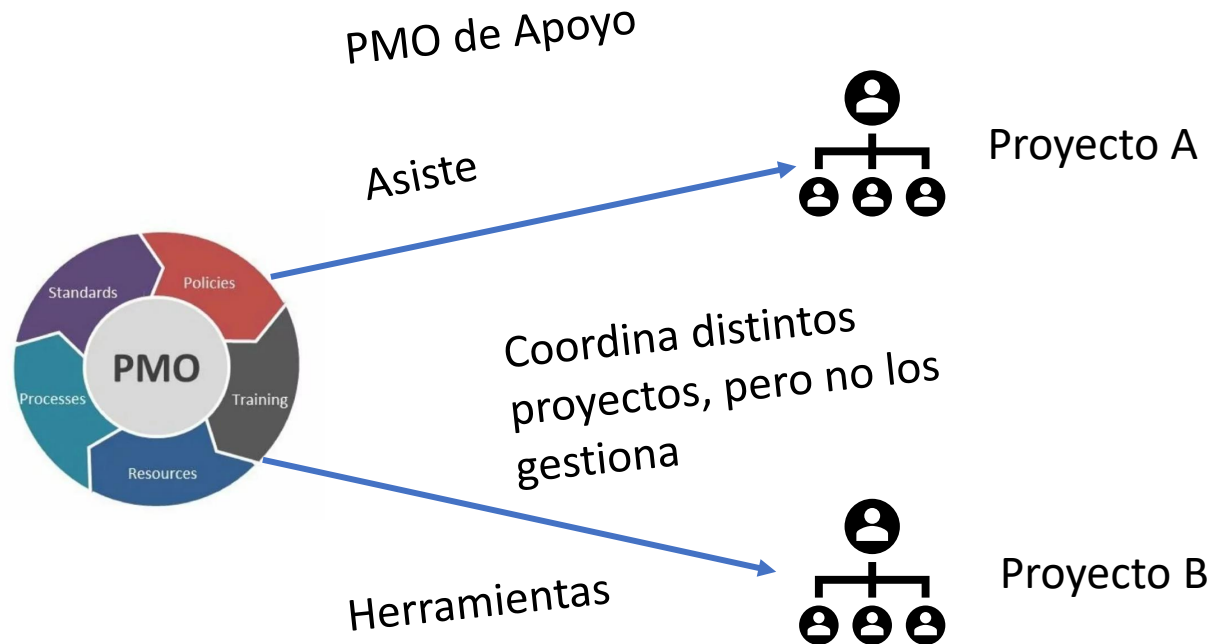 PMO de Apoyo
Asiste
Proyecto A
Standards
Policies
PMO
Processes
Training
Resources
Coordina distintos
proyectos, pero no los
gestiona
Herramientas
Proyecto B